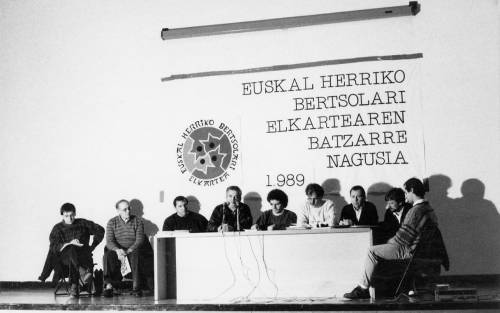 EUSKAL HERRIKO
BERTSOLARI
ELKARTEAREN
BATZARRE
NAGUSIA
1.989
EUSKAL HERRIKO BERTSOLARI
ELKARTEA